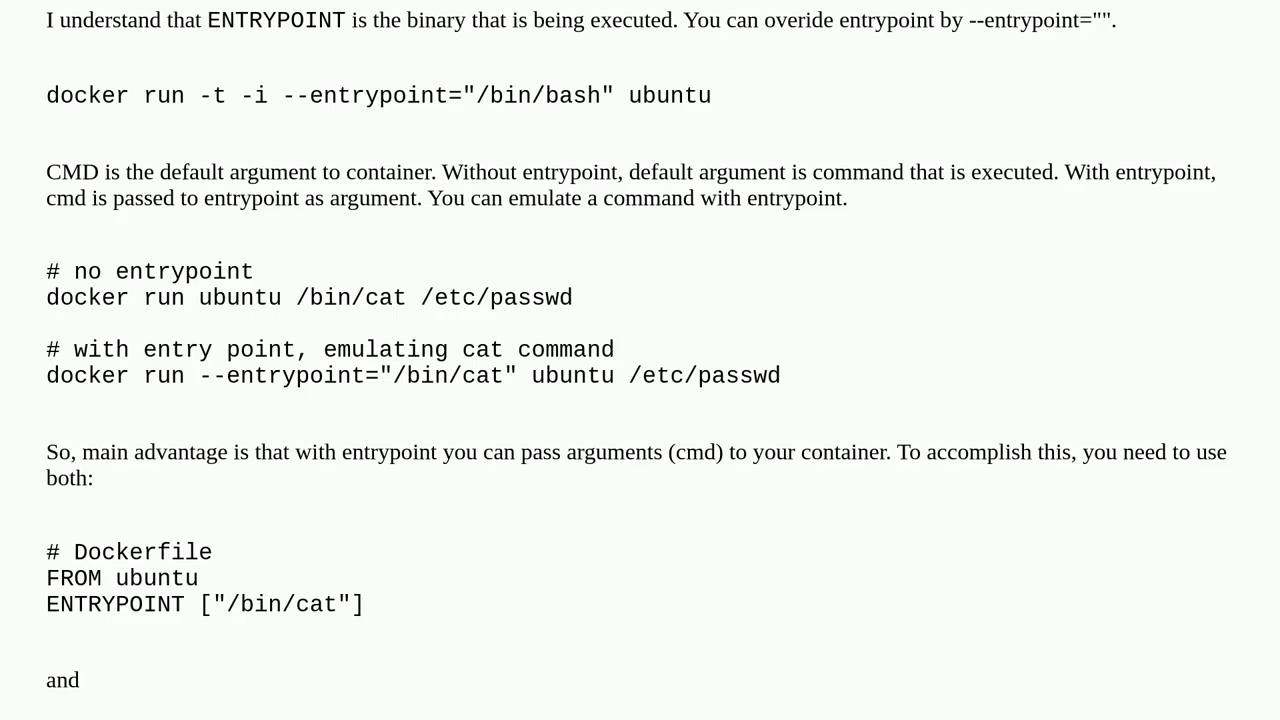 I understand that ENTRYPOINT is the binary that is being executed. You can overide entrypoint by --entrypoint="".
docker run -t -i --entrypoint="/bin/bash" ubuntu
CMD is the default argument to container. Without entrypoint, default argument is command that is executed. With entrypoint,
cmd is passed to entrypoint as argument. You can emulate a command with entrypoint.
# no entrypoint
docker run ubuntu /bin/cat /etc/passwd
# with entry point, emulating cat command
docker run --entrypoint="/bin/cat" ubuntu /etc/passwd
So, main advantage is that with entrypoint you can pass arguments (cmd) to your container. To accomplish this, you need to use
both:
# Dockerfile
FROM ubuntu
ENTRYPOINT ["/bin/cat"]
and